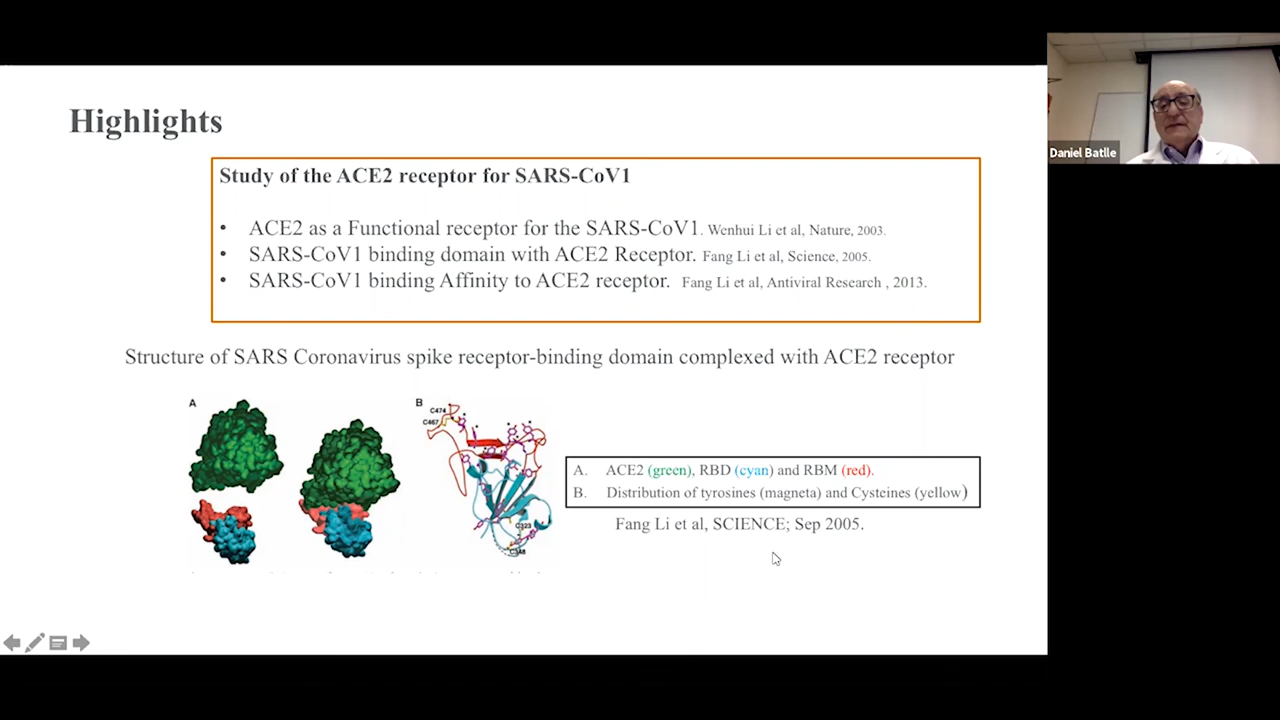 Highlights
Study of the ACE2 receptor for SARS-CoV1
• ACE2 as a Functional receptor for the SARS-CoV1. Wenhui Li et al, Nature, 2003.
• SARS-CoV1 binding domain with ACE2 Receptor. Fang Li et al, Science, 2005.
• SARS-CoV1 binding Affinity to ACE2 receptor. Fang Li et al, Antiviral Research , 2013.
Structure of SARS Coronavirus spike receptor-binding domain complexed with ACE2 receptor
A
B
C474
C467
C323
C348
A. ACE2 (green), RBD (cyan) and RBM (red).
B. Distribution of tyrosines (magneta) and Cysteines (yellow)
Fang Li et al, SCIENCE; Sep 2005.
Daniel Batlle